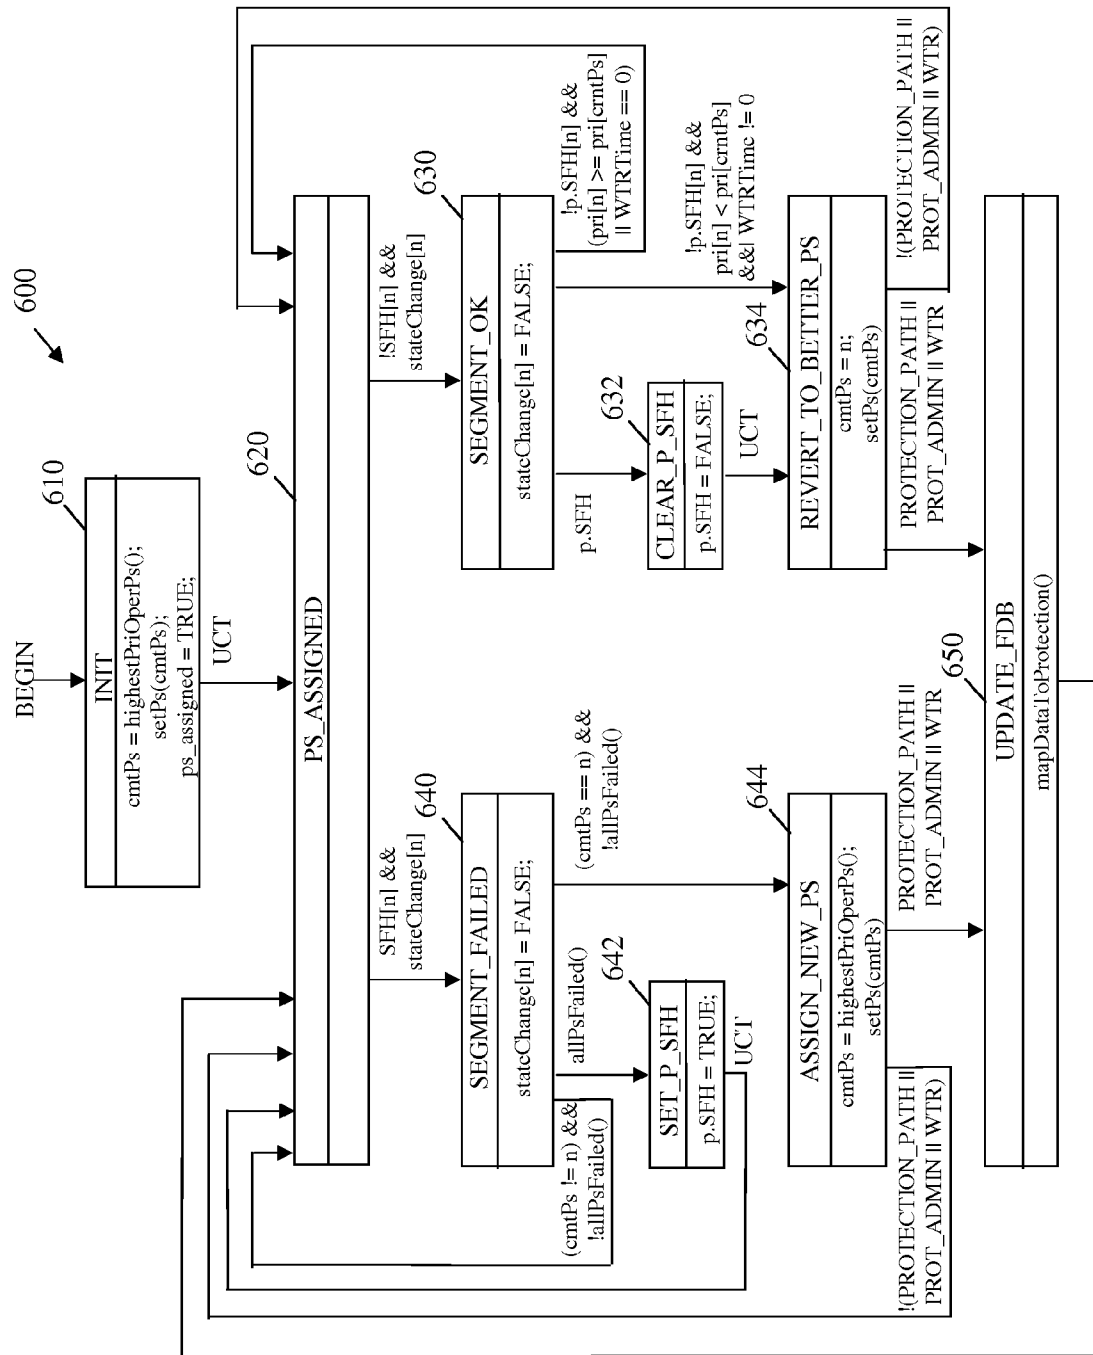 600
BEGIN
610
INIT
cmtPs = highestPriOperPs();
setPs(cmtPs);
ps_assigned = TRUE;
UCT
620
PS_ASSIGNED
SFH[n] &&
stateChange[n]
!SFH[n] &&
stateChange[n]
640
SEGMENT_FAILED
stateChange[n] = FALSE;
630
SEGMENT_OK
stateChange[n] = FALSE;
(cmtPs != n) &&
!allPsFailed()
allPsFailed()
(cmtPs == n) &&
!allPsFailed()
p.SFH
!p.SFH[n] &&
pri[n] < pri[crntPs]
&&| WTRTime != 0
!p.SFH[n] &&
(pri[n] >= pri[crntPs]
|| WTRTime == 0)
642
SET_P_SFH
p.SFH = TRUE;
UCT
632
CLEAR_P_SFH
p.SFH = FALSE;
UCT
644
ASSIGN_NEW_PS
cmtPs = highestPriOperPs();
setPs(cmtPs)
634
REVERT_TO_BETTER_PS
cmtPs = n;
setPs(cmtPs)
!(PROTECTION_PATH ||
PROT_ADMIN || WTR)
PROTECTION_PATH ||
PROT_ADMIN || WTR
PROTECTION_PATH ||
PROT_ADMIN || WTR
!(PROTECTION_PATH ||
PROT_ADMIN || WTR)
650
UPDATE_FDB
mapDataToProtection()